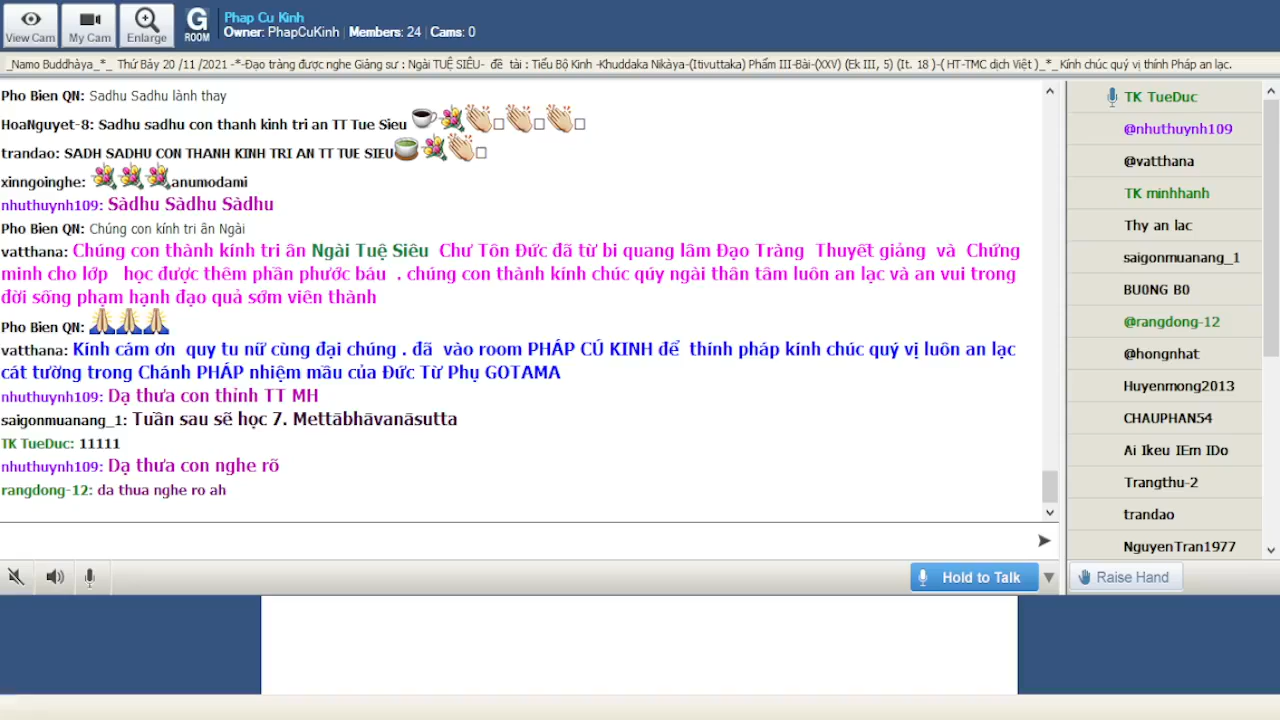 View Cam
My Cam
Enlarge
G
ROOM
Phap Cu Kinh
Owner: PhapCuKinh | Members: 24 | Cams: 0
_Namo Buddhàya_*_ Thứ Bảy 20 /11 /2021 -*-Đạo tràng được nghe Giảng sư : Ngài TUỆ SIÊU- đề tài : Tiểu Bộ Kinh -Khuddaka Nikàya-(Itivuttaka) Phẩm III-Bài-(XXV) (Ek III, 5) (It. 18 )-( HT-TMC dịch Việt )_*_ Kính chúc quý vị thính Pháp an lạc.
Pho Bien QN: Sadhu Sadhu lành thay
HoaNguyet-8: Sadhu sadhu con thanh kinh tri an TT Tue Sieu
trandao: SADH SADHU CON THANH KINH TRI AN TT TUE SIEU
xinngoinghe: anumodami
nhuthuynh109: Sàdhu Sàdhu Sàdhu
Pho Bien QN: Chúng con kính tri ân Ngài
vatthana: Chúng con thành kính tri ân Ngài Tuệ Siêu Chư Tôn Đức đã từ bi quang lâm Đạo Tràng Thuyết giảng và Chứng
minh cho lớp học được thêm phần phước báu . chúng con thành kính chúc qúy ngài thân tâm luôn an lạc và an vui trong
đời sống phạm hạnh đạo quả sớm viên thành
Pho Bien QN:
vatthana: Kính cám ơn quy tu nữ cùng đại chúng . đã vào room PHÁP CÚ KINH để thính pháp kính chúc quý vị luôn an lạc
cát tường trong Chánh PHÁP nhiệm mầu của Đức Từ Phụ GOTAMA
nhuthuynh109: Dạ thưa con thỉnh TT MH
saigonmuanang_1: Tuần sau sẽ học 7. Mettābhāvanāsutta
TK TueDuc: 11111
nhuthuynh109: Dạ thưa con nghe rõ
rangdong-12: da thua nghe ro ah
Hold to Talk
TK TueDuc
@nhuthuynh109
@vatthana
TK minhhanh
Thy an lac
saigonmuanang_1
BU0NG B0
@rangdong-12
@hongnhat
Huyenmong2013
CHAUPHAN54
Ai Ikeu IEm IDo
Trangthu-2
trandao
NguyenTran1977
Raise Hand